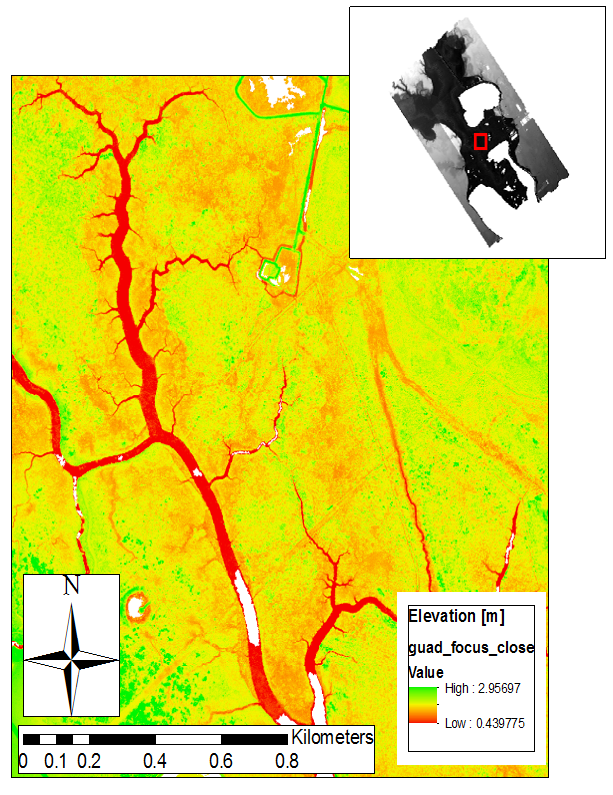 N
Elevation [m]
guad_focus_close
Value
High : 2.95697
Low : 0.439775
Kilometers
0 0.1 0.2 0.4 0.6 0.8